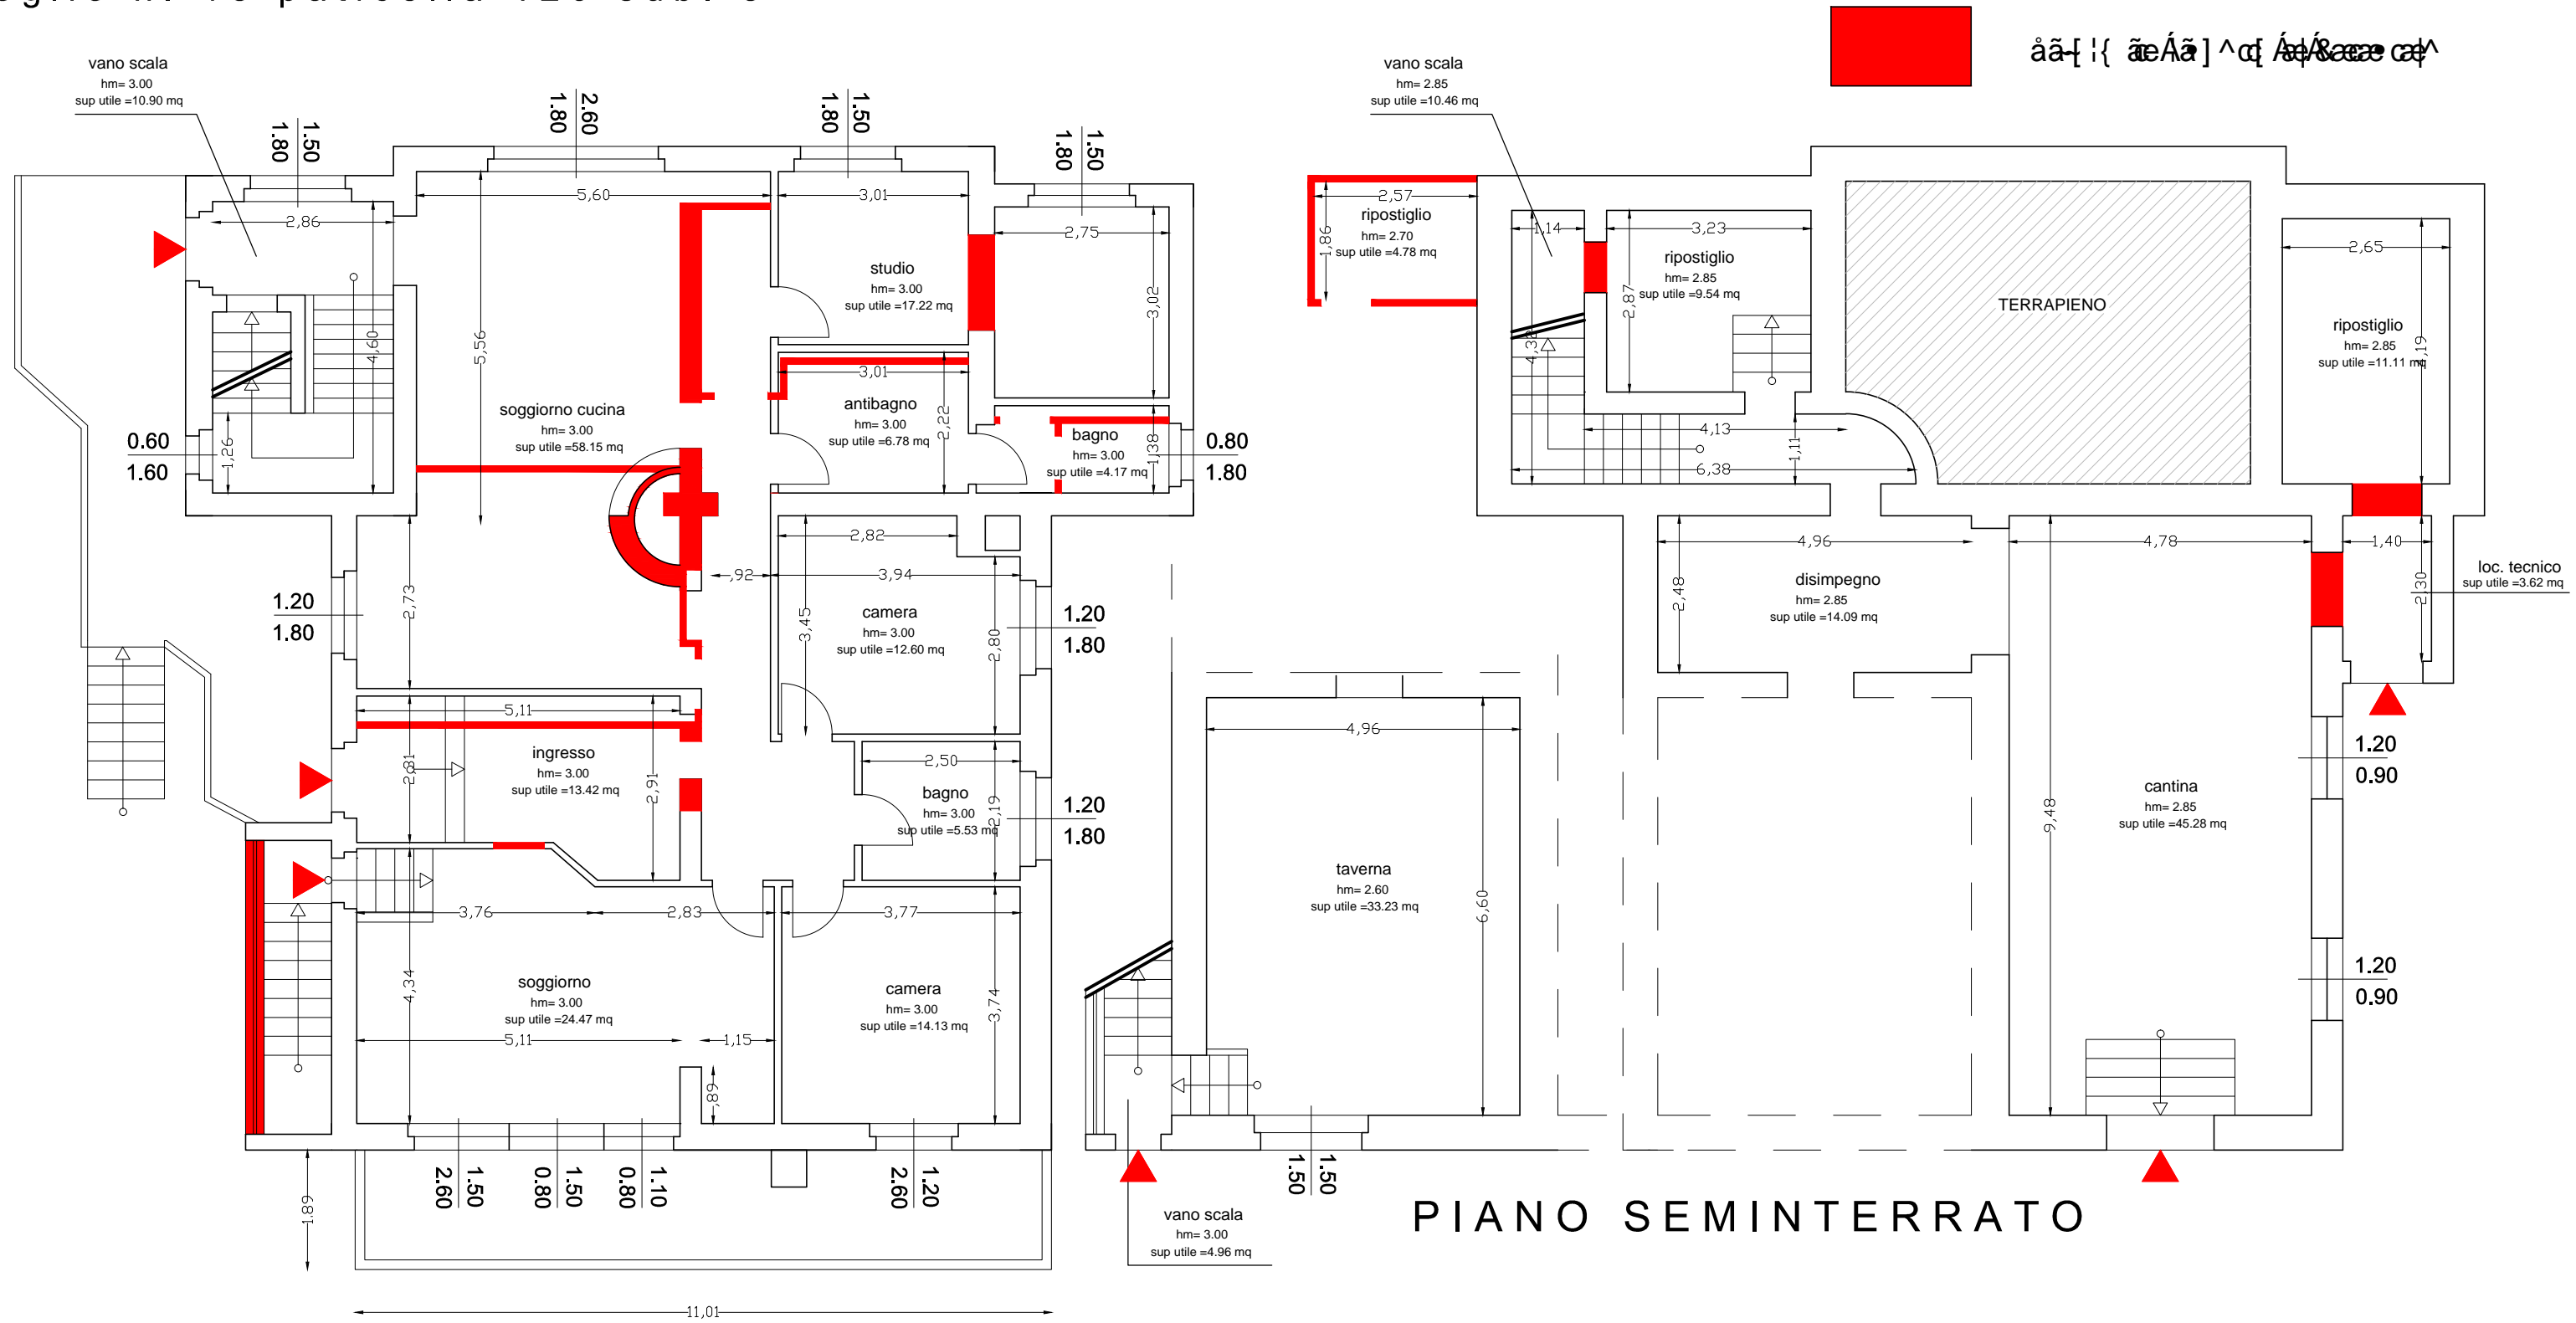 vano scala
hm= 3.00
sup utile =10.90 mq
1.50
1.80
2.60
1.80
1.50
1.80
1.50
1.80
2,86
5,60
3,01
2,75
studio
hm= 3.00
sup utile =17.22 mq
3,02
4,60
5,56
3,01
antibagno
hm= 3.00
sup utile =6.78 mq
2,22
soggiorno cucina
hm= 3.00
sup utile =58.15 mq
bagno
hm= 3.00
sup utile =4.17 mq
1,38
0.80
1.80
0.60
1.60
1,26
2,82
,92
3,94
2,73
3,45
camera
hm= 3.00
sup utile =12.60 mq
2,80
1.20
1.80
1.20
1.80
5,11
ingresso
hm= 3.00
sup utile =13.42 mq
2,81
2,91
2,50
bagno
hm= 3.00
sup utile =5.53 mq
2,19
1.20
1.80
3,76
2,83
3,77
4,34
soggiorno
hm= 3.00
sup utile =24.47 mq
5,11
1,15
,89
camera
hm= 3.00
sup utile =14.13 mq
3,74
1.50
2.60
1.50
0.80
1.10
0.80
1.20
2.60
1.89
11,01
vano scala
hm= 2.85
sup utile =10.46 mq
2,57
ripostiglio
hm= 2.70
sup utile =4.78 mq
1,86
1,14
3,23
ripostiglio
hm= 2.85
sup utile =9.54 mq
2,87
4,32
TERRAPIENO
2,65
ripostiglio
hm= 2.85
sup utile =11.11 mq
4,19
4,13
1,11
6,38
4,96
4,78
1,40
disimpegno
hm= 2.85
sup utile =14.09 mq
2,48
2,30
loc. tecnico
sup utile =3.62 mq
4,96
taverna
hm= 2.60
sup utile =33.23 mq
6,60
9,48
cantina
hm= 2.85
sup utile =45.28 mq
1.20
0.90
1.20
0.90
1.50
1.50
vano scala
hm= 3.00
sup utile =4.96 mq
PIANO SEMINTERRATO